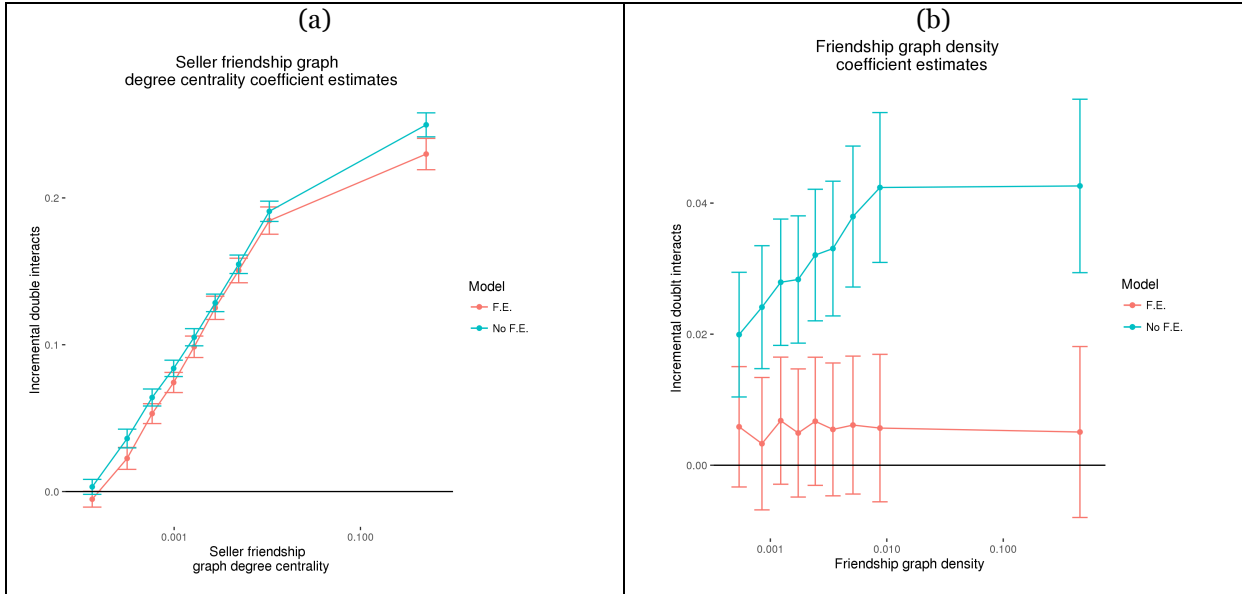 (a)
Seller friendship graph
degree centrality coefficient estimates
Incremental double interacts
0.2
0.1
0.0
0.001
0.100
Seller friendship
graph degree centrality
Model
F.E.
No F.E.
(b)
Friendship graph density
coefficient estimates
Incremental doublt interacts
0.04
0.02
0.00
0.001
0.010
0.100
Friendship graph density
Model
F.E.
No F.E.